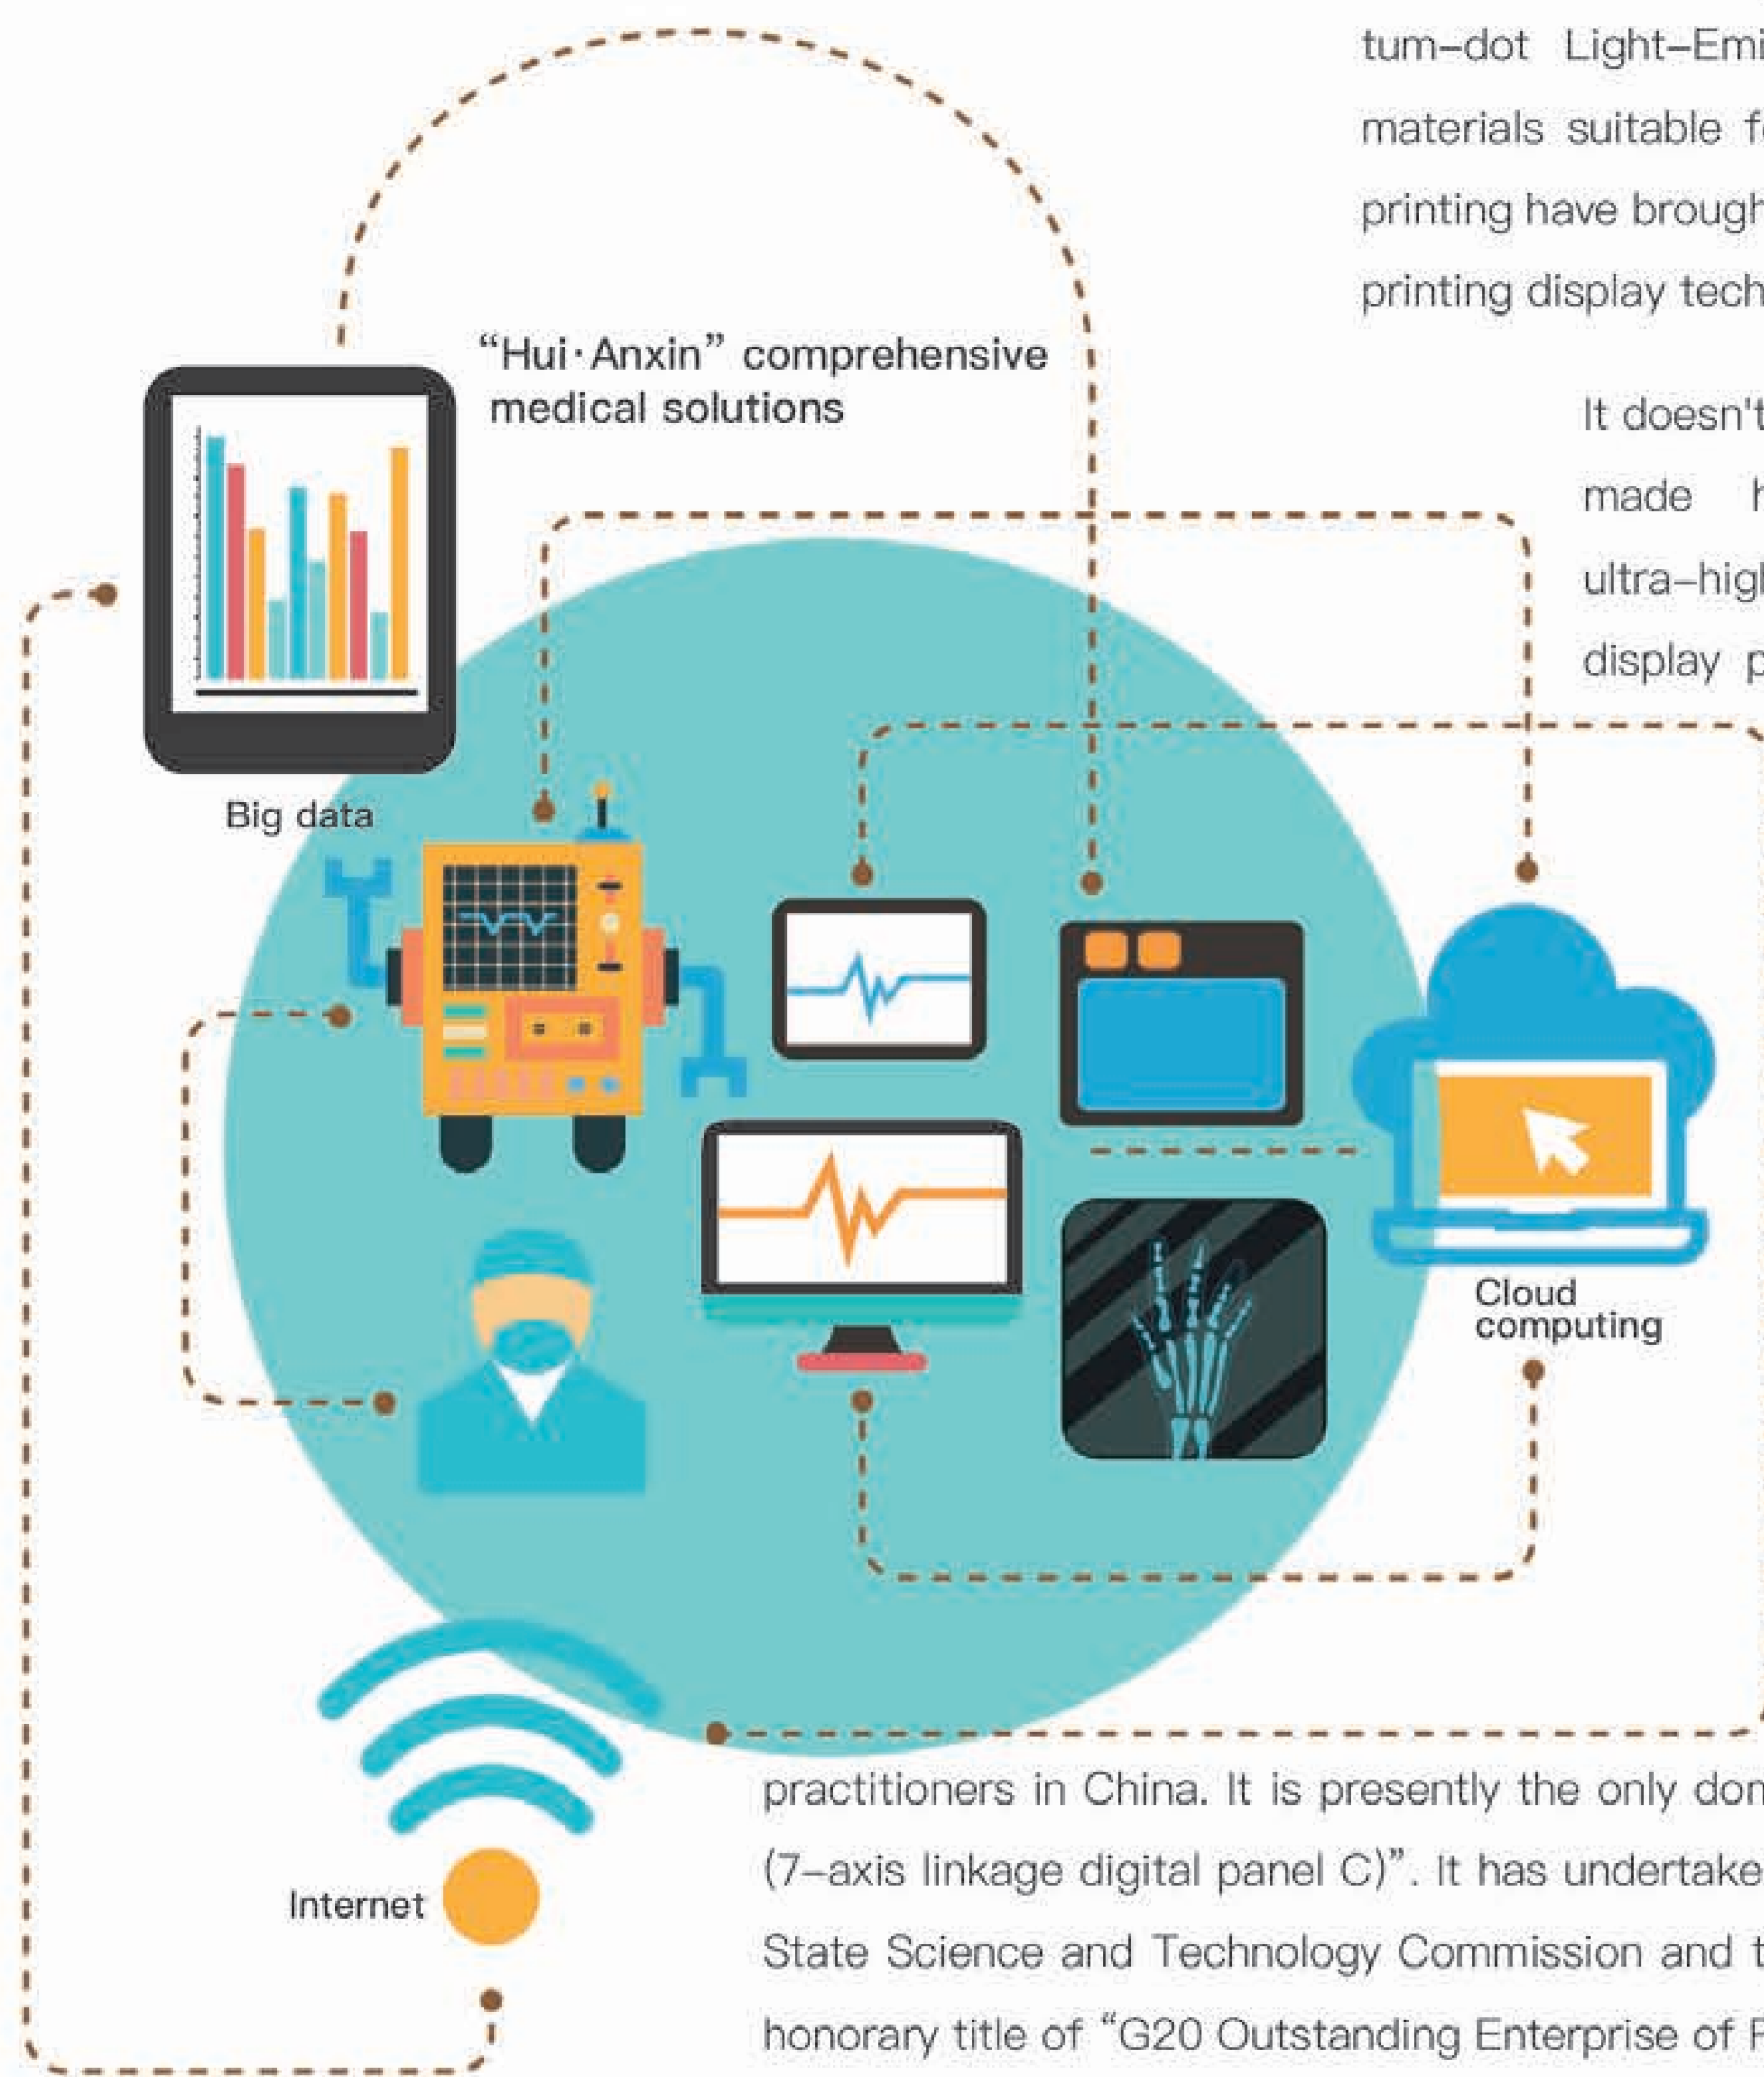 tum-dot Light-Emi
materials suitable f
printing have brough
printing display tech
“Hui·Anxin” comprehensive
medical solutions
It doesn't
made h
ultra-high
display p
Big data
Cloud
computing
practitioners in China. It is presently the only dom
(7-axis linkage digital panel C)”. It has undertake
State Science and Technology Commission and t
Internet
honorary title of “G20 Outstanding Enterprise of P